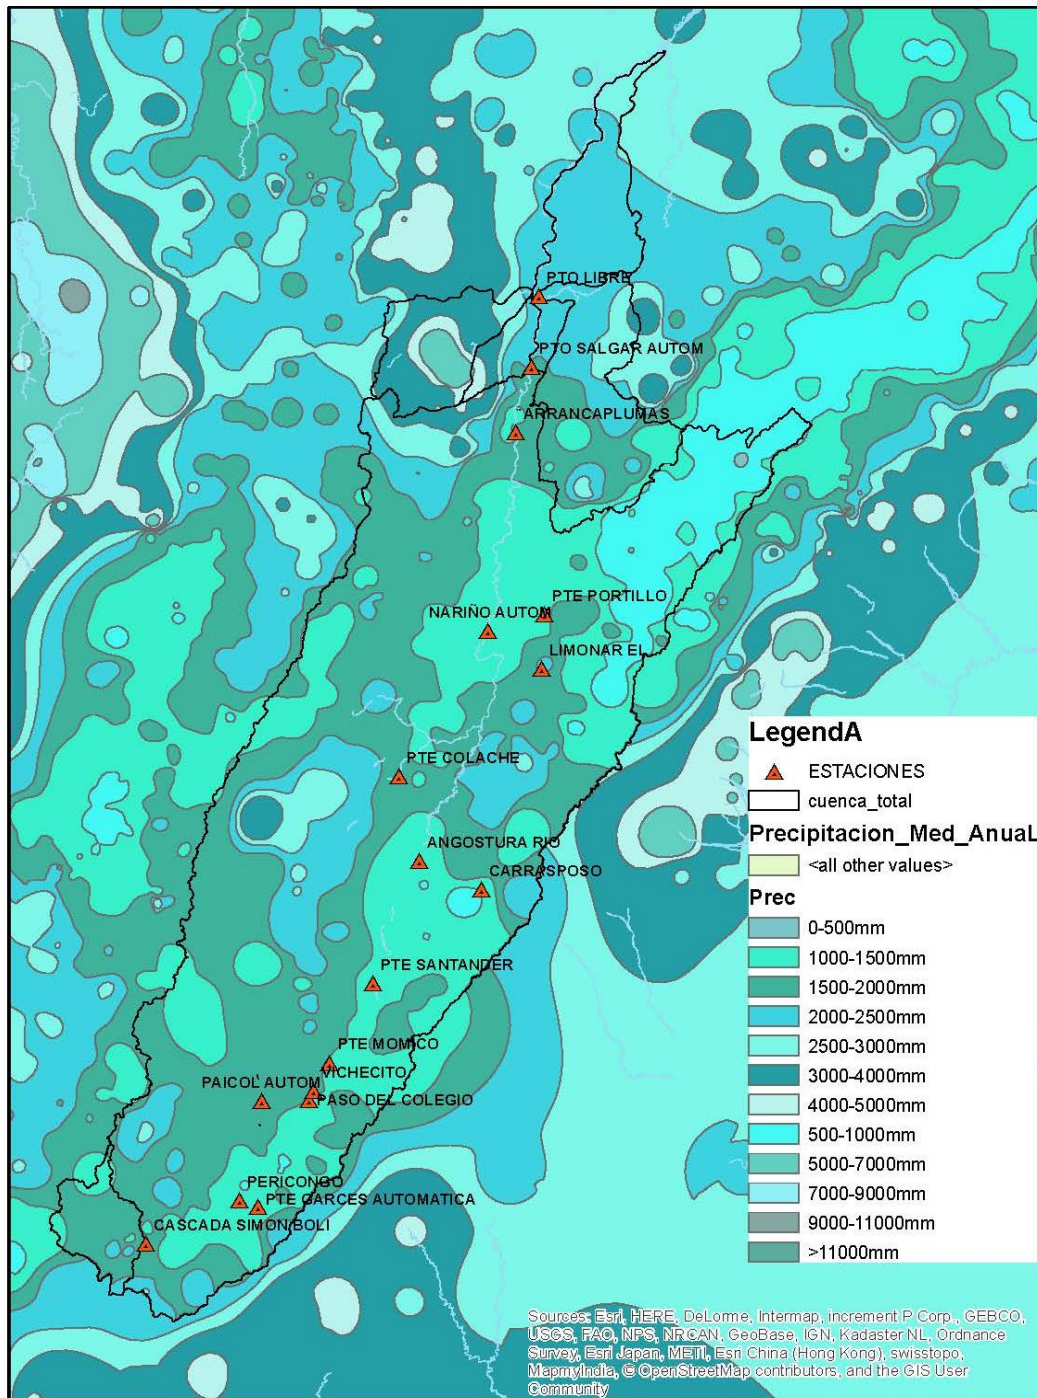 PTO LIBRE
PTO SALGAR AUTOM
ARRANCAPLUMAS
PTE PORTILLO
NARIÑO AUTOM
LIMONAR EL
PTE COLACHE
ANGOSTURA RIO
CARRASPOSO
PTE SANTANDER
PTE MOMICO
VICHECITO
PAICOL AUTOM
PASO DEL COLEGIO
PERICONGO
PTE GARCES AUTOMATICA
CASCADA SIMON BOLI
LegendA
ESTACIONES
cuenca_total
Precipitacion_Med_AnuaL
<all other values>
Prec
0-500mm
1000-1500mm
1500-2000mm
2000-2500mm
2500-3000mm
3000-4000mm
4000-5000mm
500-1000mm
5000-7000mm
7000-9000mm
9000-11000mm
>11000mm
Sources: Esri, HERE, DeLorme, Intermap, increment P Corp., GEBCO,
USGS, FAO, NPS, NRCAN, GeoBase, IGN, Kadaster NL, Ordnance
Survey, Esri Japan, METI, Esri China (Hong Kong), swisstopo,
MapmyIndia, © OpenStreetMap contributors, and the GIS User
Community